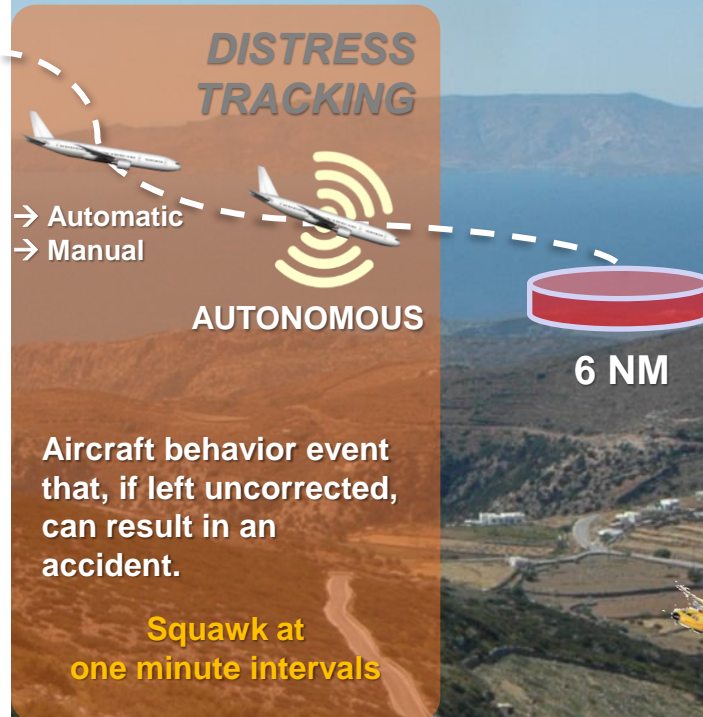 DISTRESS
TRACKING
→ Automatic
→ Manual
AUTONOMOUS
6 NM
Aircraft behavior event
that, if left uncorrected,
can result in an
accident.
Squawk at
one minute intervals